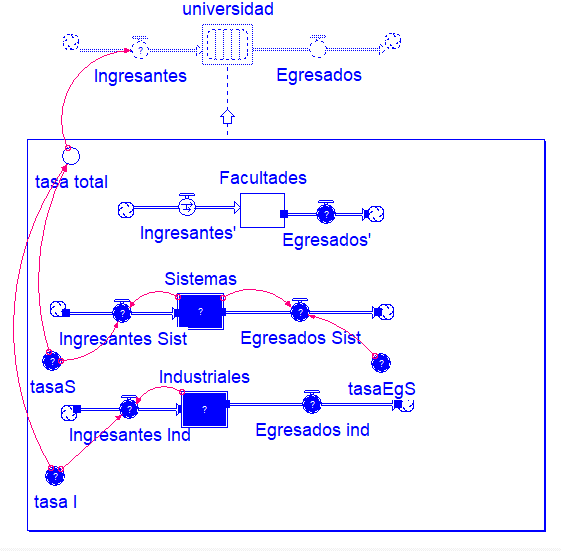 universidad
Ingresantes
Egresados
?
tasa total
Facultades
Ingresantes'
Egresados'
?
Sistemas
?
?
?
Ingresantes Sist
Egresados Sist
?
tasaS
?
tasaEgS
Industriales
?
?
?
Ingresantes Ind
Egresados ind
?
tasa I